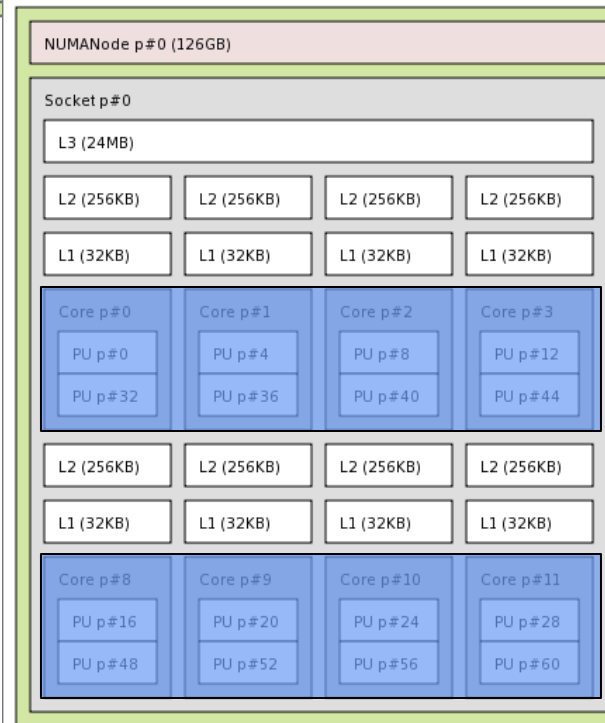 NUMANode p#0 (126GB)
Socket p#0
L3 (24MB)
L2 (256KB) L2 (256KB) L2 (256KB) L2 (256KB)
L1 (32KB) L1 (32KB) L1 (32KB) L1 (32KB)
Core p#0 Core p#1 Core p#2 Core p#3
PU p#0 PU p#4 PU p#8 PU p#12
PU p#32 PU p#36 PU p#40 PU p#44
L2 (256KB) L2 (256KB) L2 (256KB) L2 (256KB)
L1 (32KB) L1 (32KB) L1 (32KB) L1 (32KB)
Core p#8 Core p#9 Core p#10 Core p#11
PU p#16 PU p#20 PU p#24 PU p#28
PU p#48 PU p#52 PU p#56 PU p#60